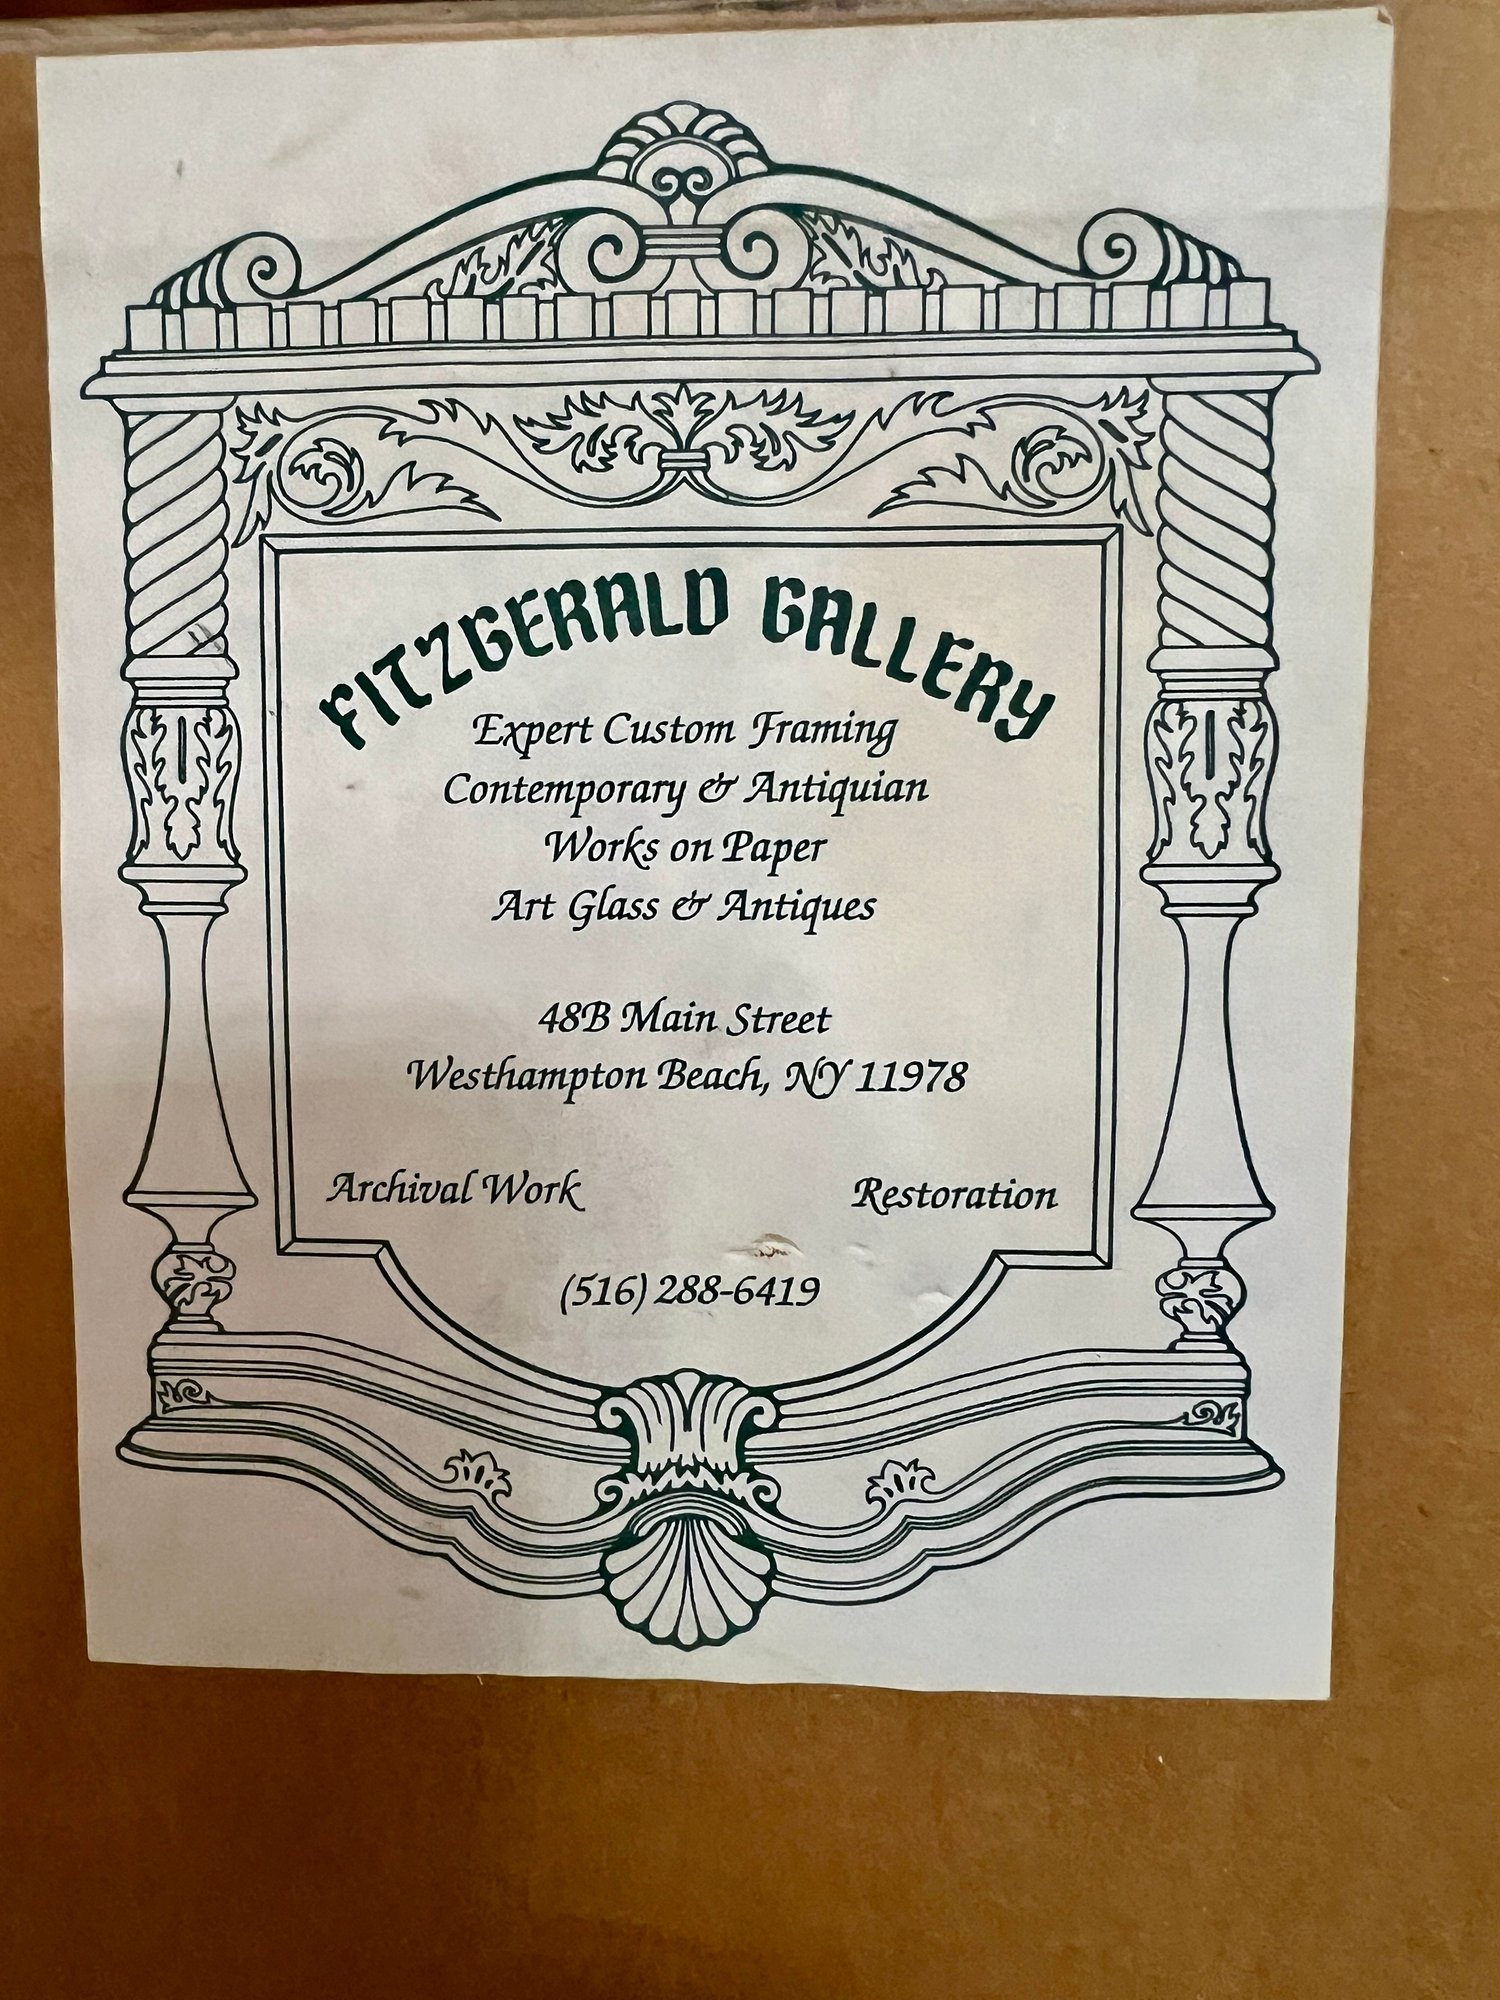 FITZGERALD GALLERY
Expert Custom Framing
Contemporary & Antiquian
Works on Paper
Art Glass & Antiques
48B Main Street
Westhampton Beach, NY 11978
Archival Work Restoration
(516) 288-6419